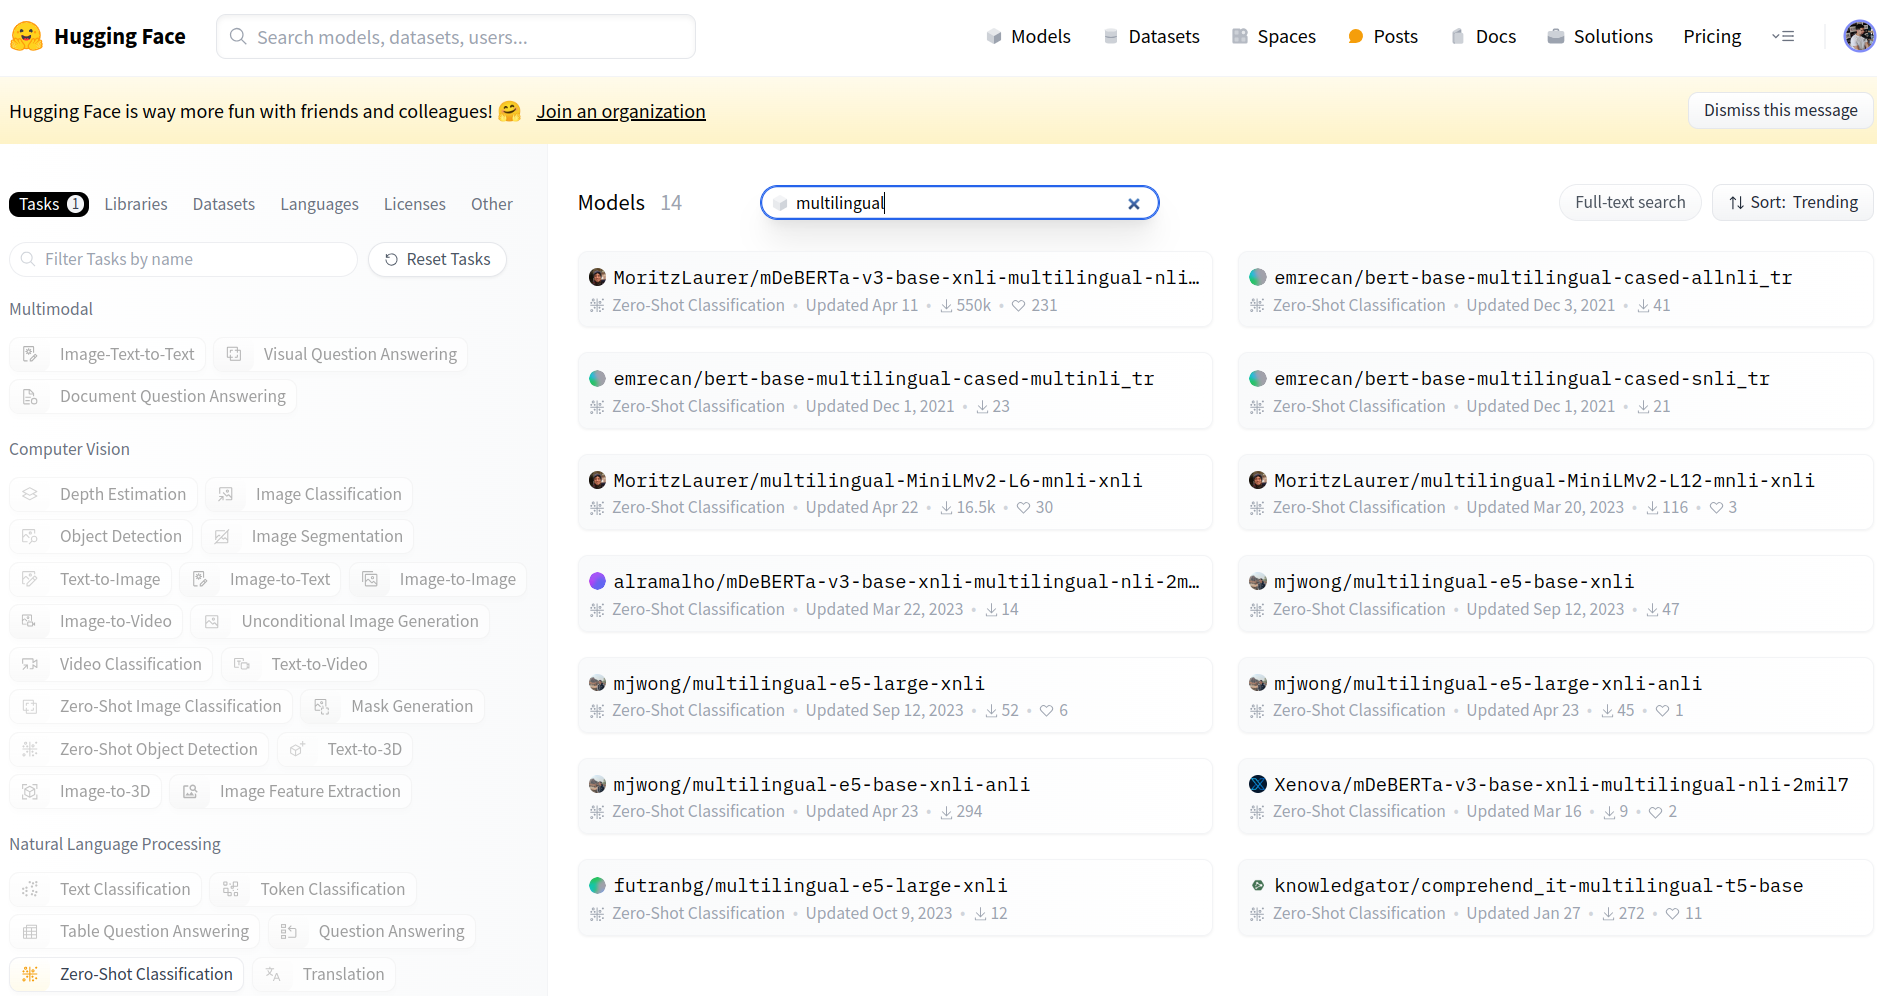 Hugging Face
Search models, datasets, users...
Models
Datasets
Spaces
Posts
Docs
Solutions
Pricing
Hugging Face is way more fun with friends and colleagues! 🤗 Join an organization
Dismiss this message
Tasks 1
Libraries
Datasets
Languages
Licenses
Other
Filter Tasks by name
Reset Tasks
Multimodal
Image-Text-to-Text
Visual Question Answering
Document Question Answering
Computer Vision
Depth Estimation
Image Classification
Object Detection
Image Segmentation
Text-to-Image
Image-to-Text
Image-to-Image
Image-to-Video
Unconditional Image Generation
Video Classification
Text-to-Video
Zero-Shot Image Classification
Mask Generation
Zero-Shot Object Detection
Text-to-3D
Image-to-3D
Image Feature Extraction
Natural Language Processing
Text Classification
Token Classification
Table Question Answering
Question Answering
Zero-Shot Classification
Translation
Models 14
multilingual
Full-text search
Sort: Trending
MoritzLaurer/mDeBERTa-v3-base-xnli-multilingual-nli…
Zero-Shot Classification • Updated Apr 11 • 550k • 231
emrecan/bert-base-multilingual-cased-allnli_tr
Zero-Shot Classification • Updated Dec 3, 2021 • 41
emrecan/bert-base-multilingual-cased-multinli_tr
Zero-Shot Classification • Updated Dec 1, 2021 • 23
emrecan/bert-base-multilingual-cased-snli_tr
Zero-Shot Classification • Updated Dec 1, 2021 • 21
MoritzLaurer/multilingual-MiniLMv2-L6-mnli-xnli
Zero-Shot Classification • Updated Apr 22 • 16.5k • 30
MoritzLaurer/multilingual-MiniLMv2-L12-mnli-xnli
Zero-Shot Classification • Updated Mar 20, 2023 • 116 • 3
alramalho/mDeBERTa-v3-base-xnli-multilingual-nli-2m…
Zero-Shot Classification • Updated Mar 22, 2023 • 14
mjwong/multilingual-e5-base-xnli
Zero-Shot Classification • Updated Sep 12, 2023 • 47
mjwong/multilingual-e5-large-xnli
Zero-Shot Classification • Updated Sep 12, 2023 • 52 • 6
mjwong/multilingual-e5-large-xnli-anli
Zero-Shot Classification • Updated Apr 23 • 45 • 1
mjwong/multilingual-e5-base-xnli-anli
Zero-Shot Classification • Updated Apr 23 • 294
Xenova/mDeBERTa-v3-base-xnli-multilingual-nli-2mil7
Zero-Shot Classification • Updated Mar 16 • 9 • 2
futranbg/multilingual-e5-large-xnli
Zero-Shot Classification • Updated Oct 9, 2023 • 12
knowledgator/comprehend_it-multilingual-t5-base
Zero-Shot Classification • Updated Jan 27 • 272 • 11